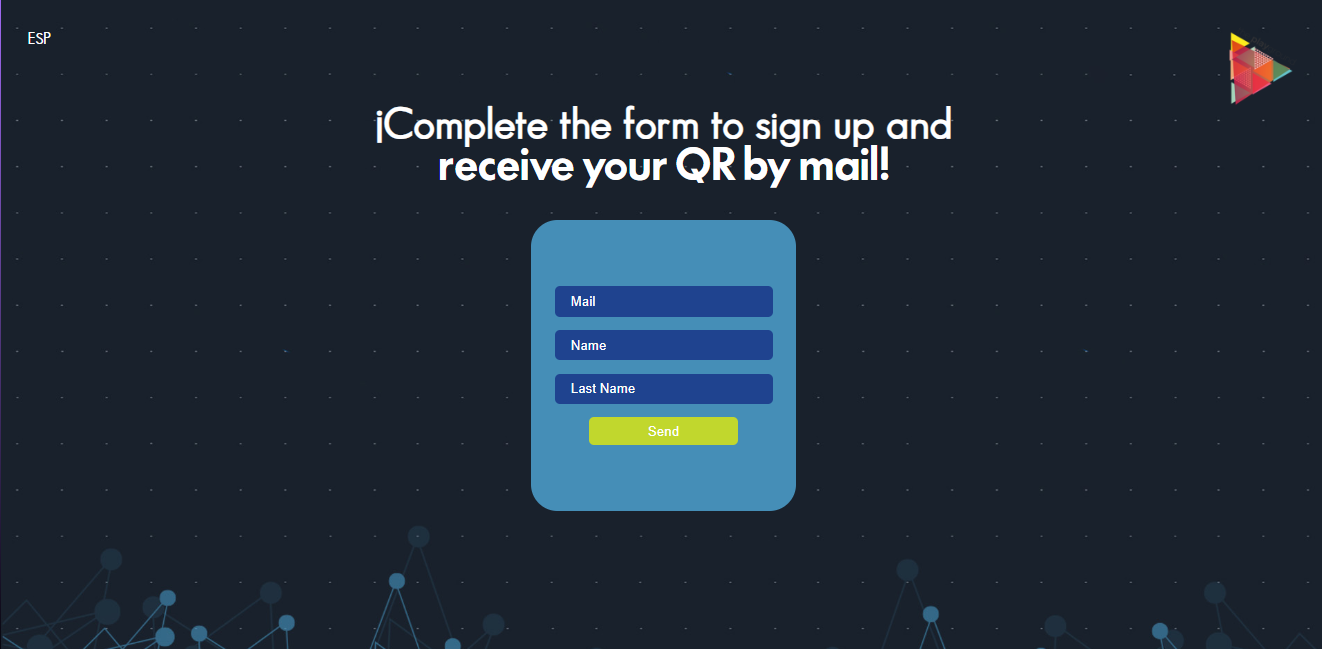 ESP
¡Complete the form to sign up and
receive your QR by mail!
Mail
Name
Last Name
Send